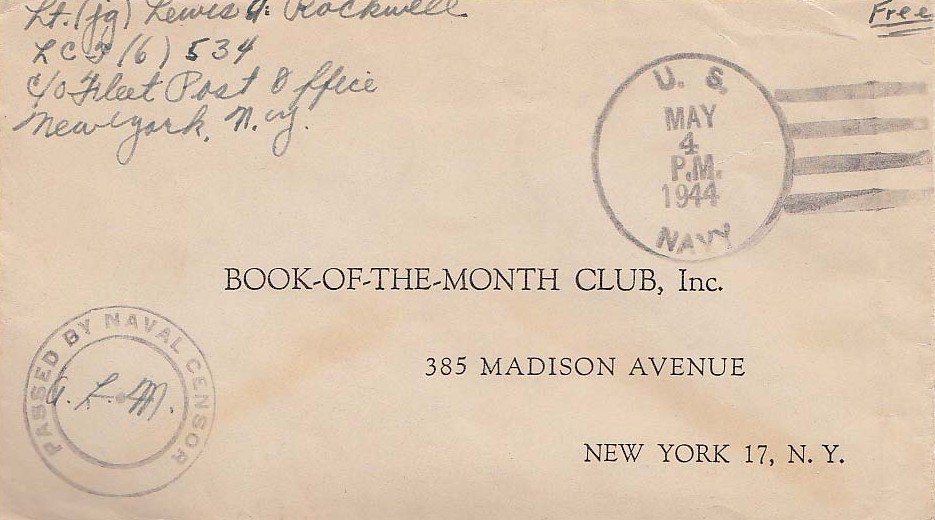 Lt. (jg) Lewis A. Rockwell
Free
LCT (6) 534
c/o Fleet Post Office
New York, N.Y.
U. S.
MAY
4
P.M.
1944
NAVY
BOOK-OF-THE-MONTH CLUB, Inc.
385 MADISON AVENUE
NEW YORK 17, N. Y.
PASSED BY NAVAL CENSOR
A. L. M.